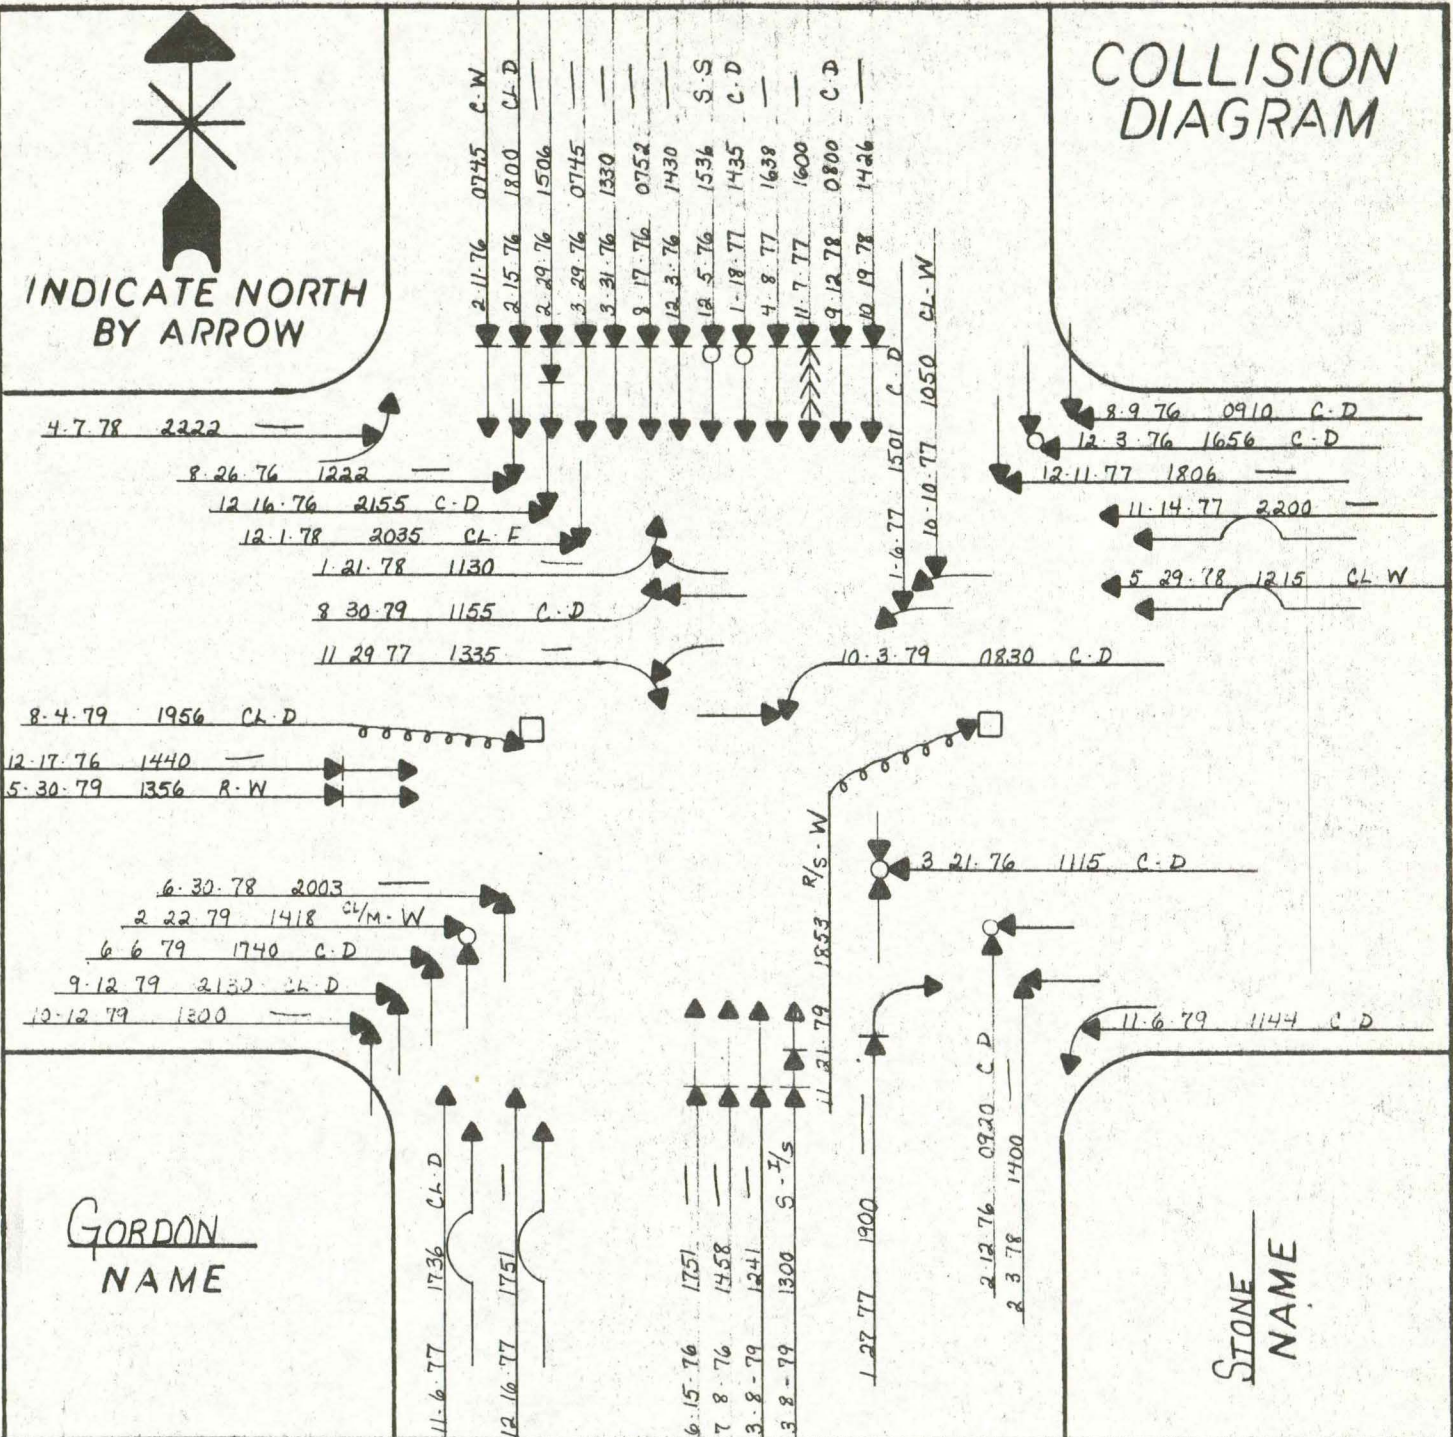 COLLISION
DIAGRAM
INDICATE NORTH
BY ARROW
2·11·76 0745 C·W
2·15·76 1800 CL·D
2·29·76 1506 —
3·29·76 0745 —
3·31·76 1330 —
8·17·76 0752 —
12·3·76 1430 —
12·5·76 1536 S·S
1·18·77 1435 C·D
4·8·77 1638 —
11·7·77 1600 —
9·12·78 0800 C·D
10·19·78 1426 —
1·6·77 1501 C·D
10·10·77 1050 CL·W
4·7·78 2222 —
8·26·76 1222 —
12·16·76 2155 C·D
12·1·78 2035 CL·F
1·21·78 1130 —
8·30·79 1155 C·D
11·29·77 1335 —
8·9·76 0910 C·D
12·3·76 1656 C·D
12·11·77 1806 —
11·14·77 2200 —
5·29·78 1215 CL·W
10·3·79 0830 C·D
8·4·79 1956 CL·D
12·17·76 1440 —
5·30·79 1356 R·W
3·21·76 1115 C·D
6·30·78 2003 —
2·22·79 1418 CL/M·W
6·6·79 1740 C·D
9·12·79 2130 CL·D
10·12·79 1300 —
11·6·79 1144 C·D
11·6·77 1736 CL·D
12·16·77 1751 —
6·15·76 1751 —
7·8·76 1458 —
3·8-79 1241 —
3·8-79 1300 S-I/S
11·21·79 1853 R/S·W
1·27·77 1900 —
2·12·76 0920 C·D
2·3·78 1400 —
GORDON
NAME
STONE
NAME